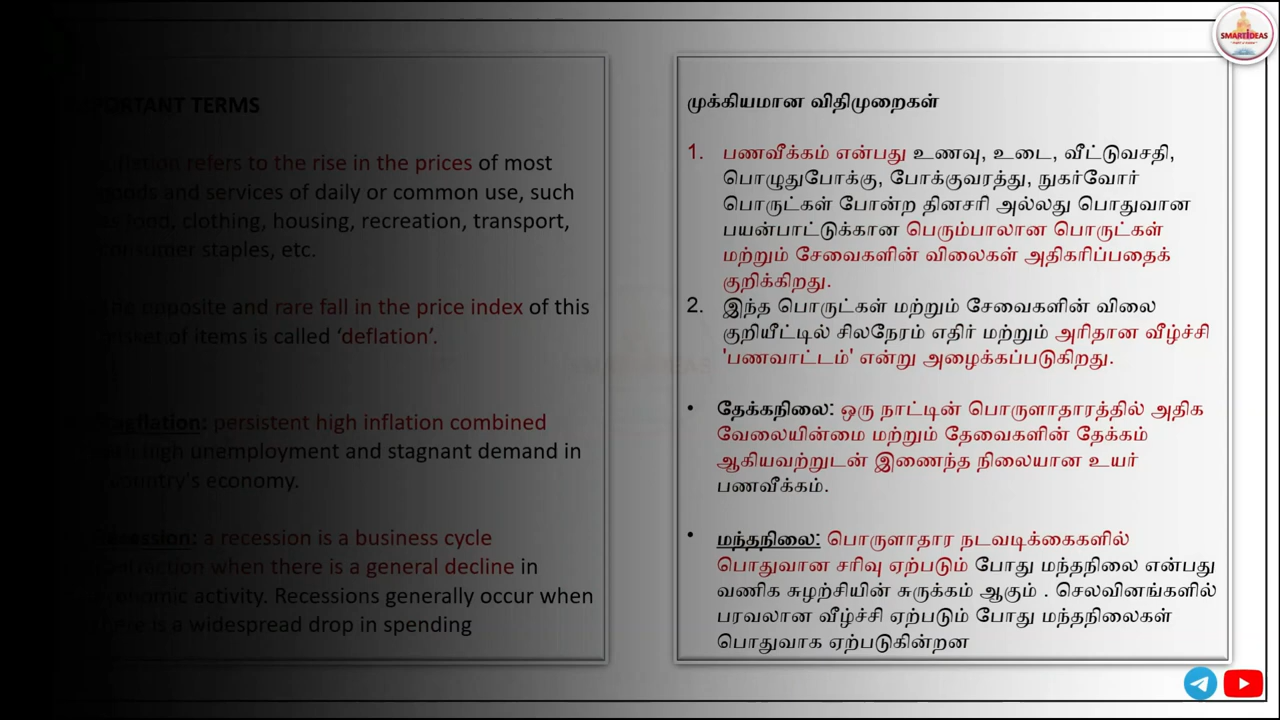 SMARTIDEAS
PORTANT TERMS
refers to the rise in the prices of most
goods and services of daily or common use, such
as food, clothing, housing, recreation, transport,
consumer staples, etc.
opposite and rare fall in the price index of this
basket of items is called ‘deflation’.
Stagflation: persistent high inflation combined
with high unemployment and stagnant demand in
country's economy.
Recession: a recession is a business cycle
contraction when there is a general decline in
economic activity. Recessions generally occur when
there is a widespread drop in spending
முக்கியமான விதிமுறைகள்
1. பணவீக்கம் என்பது உணவு, உடை, வீட்டுவசதி,
பொழுதுபோக்கு, போக்குவரத்து, நுகர்வோர்
பொருட்கள் போன்ற தினசரி அல்லது பொதுவான
பயன்பாட்டுக்கான பெரும்பாலான பொருட்கள்
மற்றும் சேவைகளின் விலைகள் அதிகரிப்பதைக்
குறிக்கிறது.
2. இந்த பொருட்கள் மற்றும் சேவைகளின் விலை
குறியீட்டில் சிலநேரம் எதிர் மற்றும் அரிதான வீழ்ச்சி
'பணவாட்டம்' என்று அழைக்கப்படுகிறது.
• தேக்கநிலை: ஒரு நாட்டின் பொருளாதாரத்தில் அதிக
வேலையின்மை மற்றும் தேவைகளின் தேக்கம்
ஆகியவற்றுடன் இணைந்த நிலையான உயர்
பணவீக்கம்.
• மந்தநிலை: பொருளாதார நடவடிக்கைகளில்
பொதுவான சரிவு ஏற்படும் போது மந்தநிலை என்பது
வணிக சுழற்சியின் சுருக்கம் ஆகும் . செலவினங்களில்
பரவலான வீழ்ச்சி ஏற்படும் போது மந்தநிலைகள்
பொதுவாக ஏற்படுகின்றன